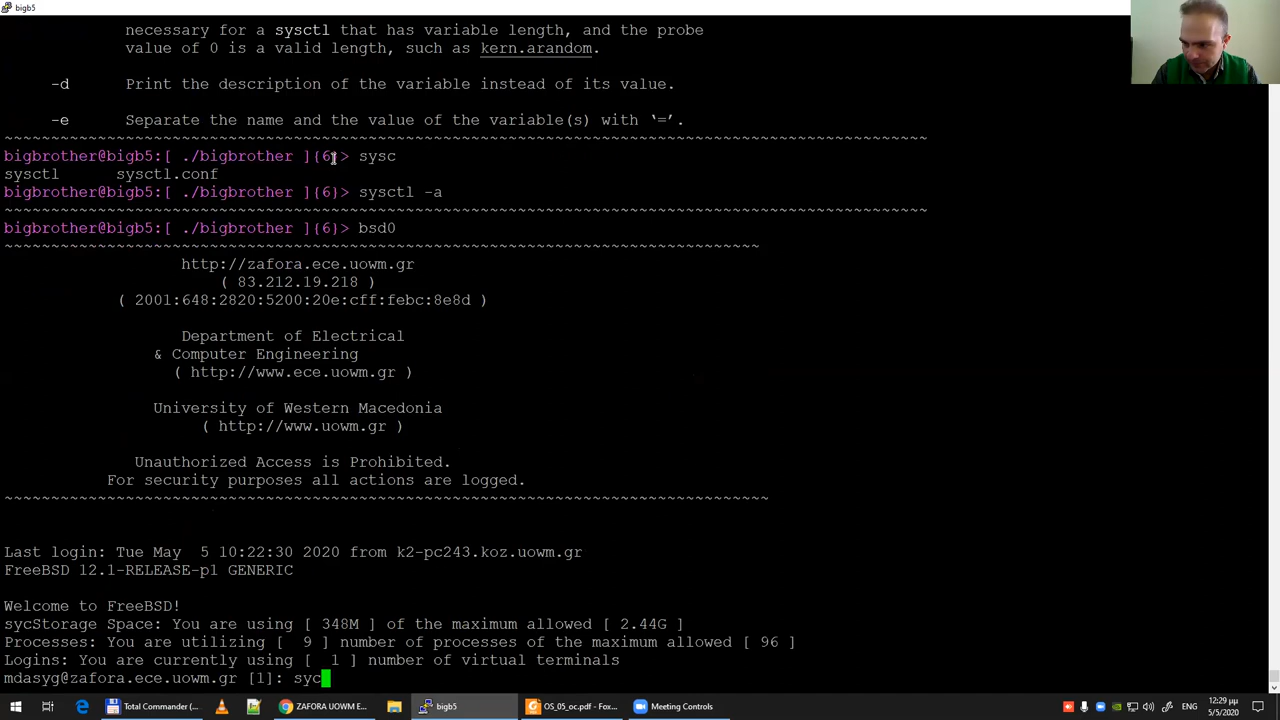 bigb5
necessary for a sysctl that has variable length, and the probe
value of 0 is a valid length, such as kern.arandom.
-d Print the description of the variable instead of its value.
-e Separate the name and the value of the variable(s) with ‘=’.
~~~~~~~~~~~~~~~~~~~~~~~~~~~~~~~~~~~~~~~~~~~~~~~~~~~~~~~~~~~~~~~~~~~~~~~~~~~~~~~~~~~~~~~~~~~~~~~~~~~
bigbrother@bigb5:[ ./bigbrother ]{6}> sysc
sysctl sysctl.conf
bigbrother@bigb5:[ ./bigbrother ]{6}> sysctl -a
~~~~~~~~~~~~~~~~~~~~~~~~~~~~~~~~~~~~~~~~~~~~~~~~~~~~~~~~~~~~~~~~~~~~~~~~~~~~~~~~~~~~~~~~~~~~~~~~~~~
bigbrother@bigb5:[ ./bigbrother ]{6}> bsd0
~~~~~~~~~~~~~~~~~~~~~~~~~~~~~~~~~~~~~~~~~~~~~~~~~~~~~~~~~~~~~~~~~~~~~~~~~~~~~~~~~
http://zafora.ece.uowm.gr
( 83.212.19.218 )
( 2001:648:2820:5200:20e:cff:febc:8e8d )
Department of Electrical
& Computer Engineering
( http://www.ece.uowm.gr )
University of Western Macedonia
( http://www.uowm.gr )
Unauthorized Access is Prohibited.
For security purposes all actions are logged.
~~~~~~~~~~~~~~~~~~~~~~~~~~~~~~~~~~~~~~~~~~~~~~~~~~~~~~~~~~~~~~~~~~~~~~~~~~~~~~~~~~
Last login: Tue May  5 10:22:30 2020 from k2-pc243.koz.uowm.gr
FreeBSD 12.1-RELEASE-p1 GENERIC
Welcome to FreeBSD!
sycStorage Space: You are using [ 348M ] of the maximum allowed [ 2.44G ]
Processes: You are utilizing [  9 ] number of processes of the maximum allowed [ 96 ]
Logins: You are currently using [  1 ] number of virtual terminals
mdasyg@zafora.ece.uowm.gr [1]: syc
Total Commander (... ZAFORA UOWM E... bigb5 OS_05_oc.pdf - Fox... Meeting Controls ENG 12:29 μμ
5/5/2020